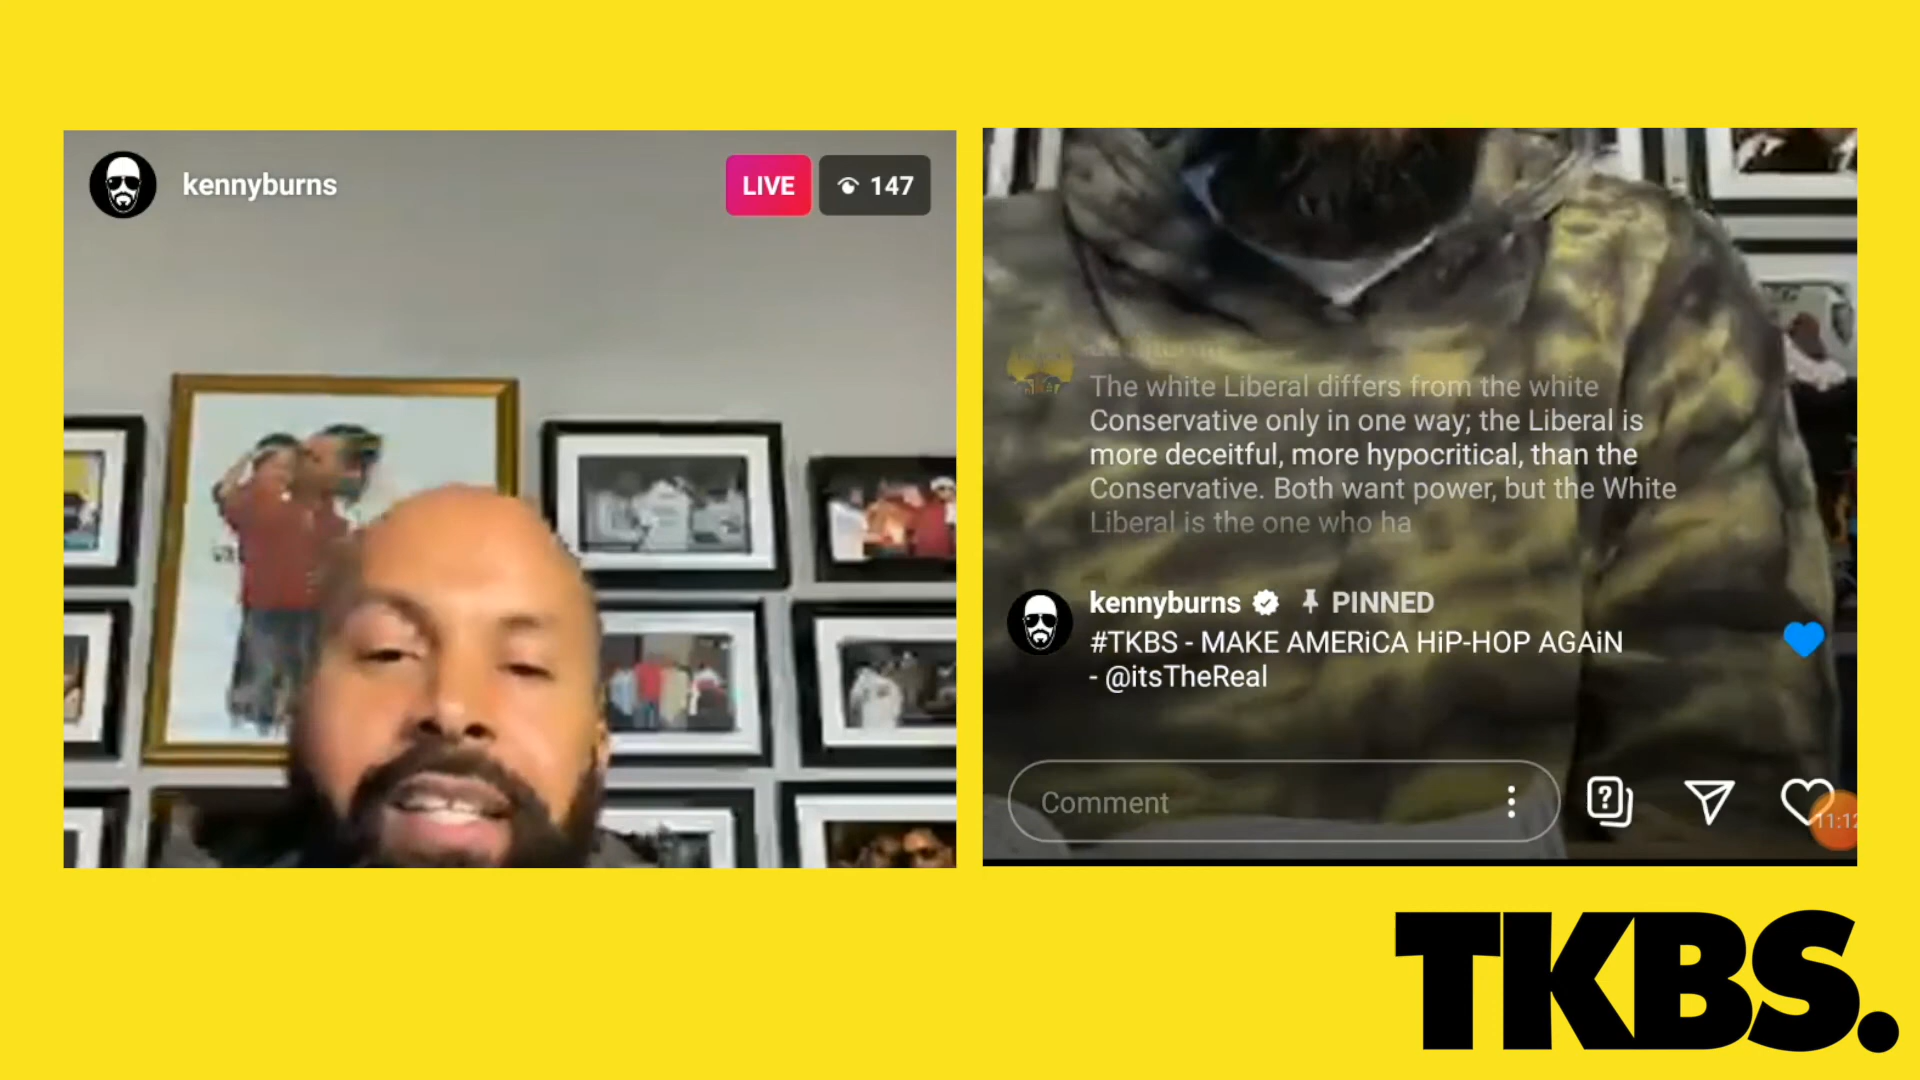 kennyburns
LIVE
147
The white Liberal differs from the white
Conservative only in one way; the Liberal is
more deceitful, more hypocritical, than the
Conservative. Both want power, but the White
Liberal is the one who ha
kennyburns PINNED
#TKBS - MAKE AMERiCA HiP-HOP AGAiN
- @itsTheReal
Comment
11:12
TKBS.